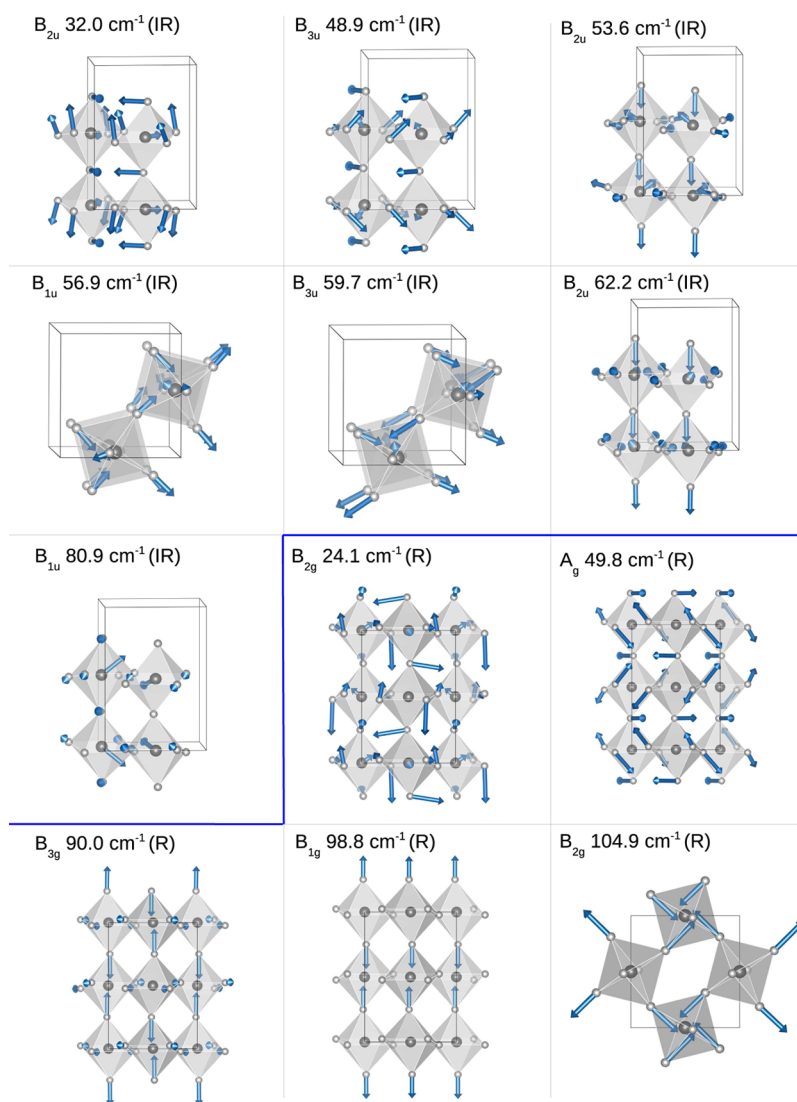 B₂ᵤ 32.0 cm⁻¹ (IR)
B₃ᵤ 48.9 cm⁻¹ (IR)
B₂ᵤ 53.6 cm⁻¹ (IR)
B₁ᵤ 56.9 cm⁻¹ (IR)
B₃ᵤ 59.7 cm⁻¹ (IR)
B₂ᵤ 62.2 cm⁻¹ (IR)
B₁ᵤ 80.9 cm⁻¹ (IR)
B₂g 24.1 cm⁻¹ (R)
Ag 49.8 cm⁻¹ (R)
B₃g 90.0 cm⁻¹ (R)
B₁g 98.8 cm⁻¹ (R)
B₂g 104.9 cm⁻¹ (R)